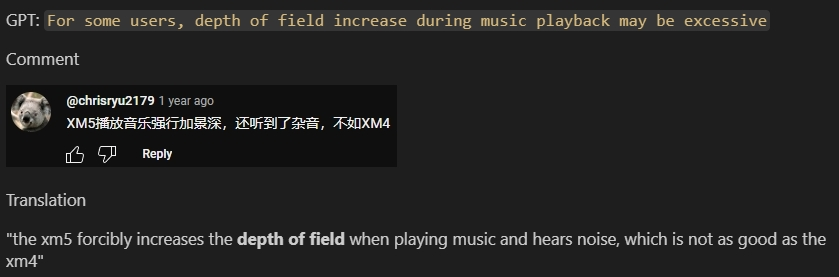 GPT: For some users, depth of field increase during music playback may be excessive
Comment
@chrisryu2179 1 year ago
XM5播放音乐强行加景深，还听到了杂音，不如XM4
Reply
Translation
"the xm5 forcibly increases the depth of field when playing music and hears noise, which is not as good as the
xm4"